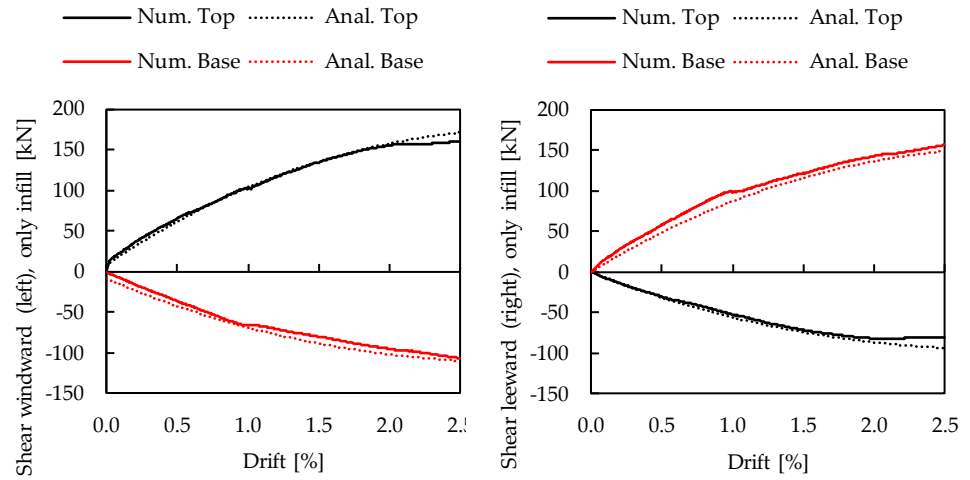 Num. Top Anal. Top
Num. Base Anal. Base
Shear windward (left), only infill [kN]
200
150
100
50
0
-50
-100
-150
0.0 0.5 1.0 1.5 2.0 2.5
Drift [%]
Num. Top Anal. Top
Num. Base Anal. Base
Shear leeward (right), only infill [kN]
200
150
100
50
0
-50
-100
-150
0.0 0.5 1.0 1.5 2.0 2.5
Drift [%]